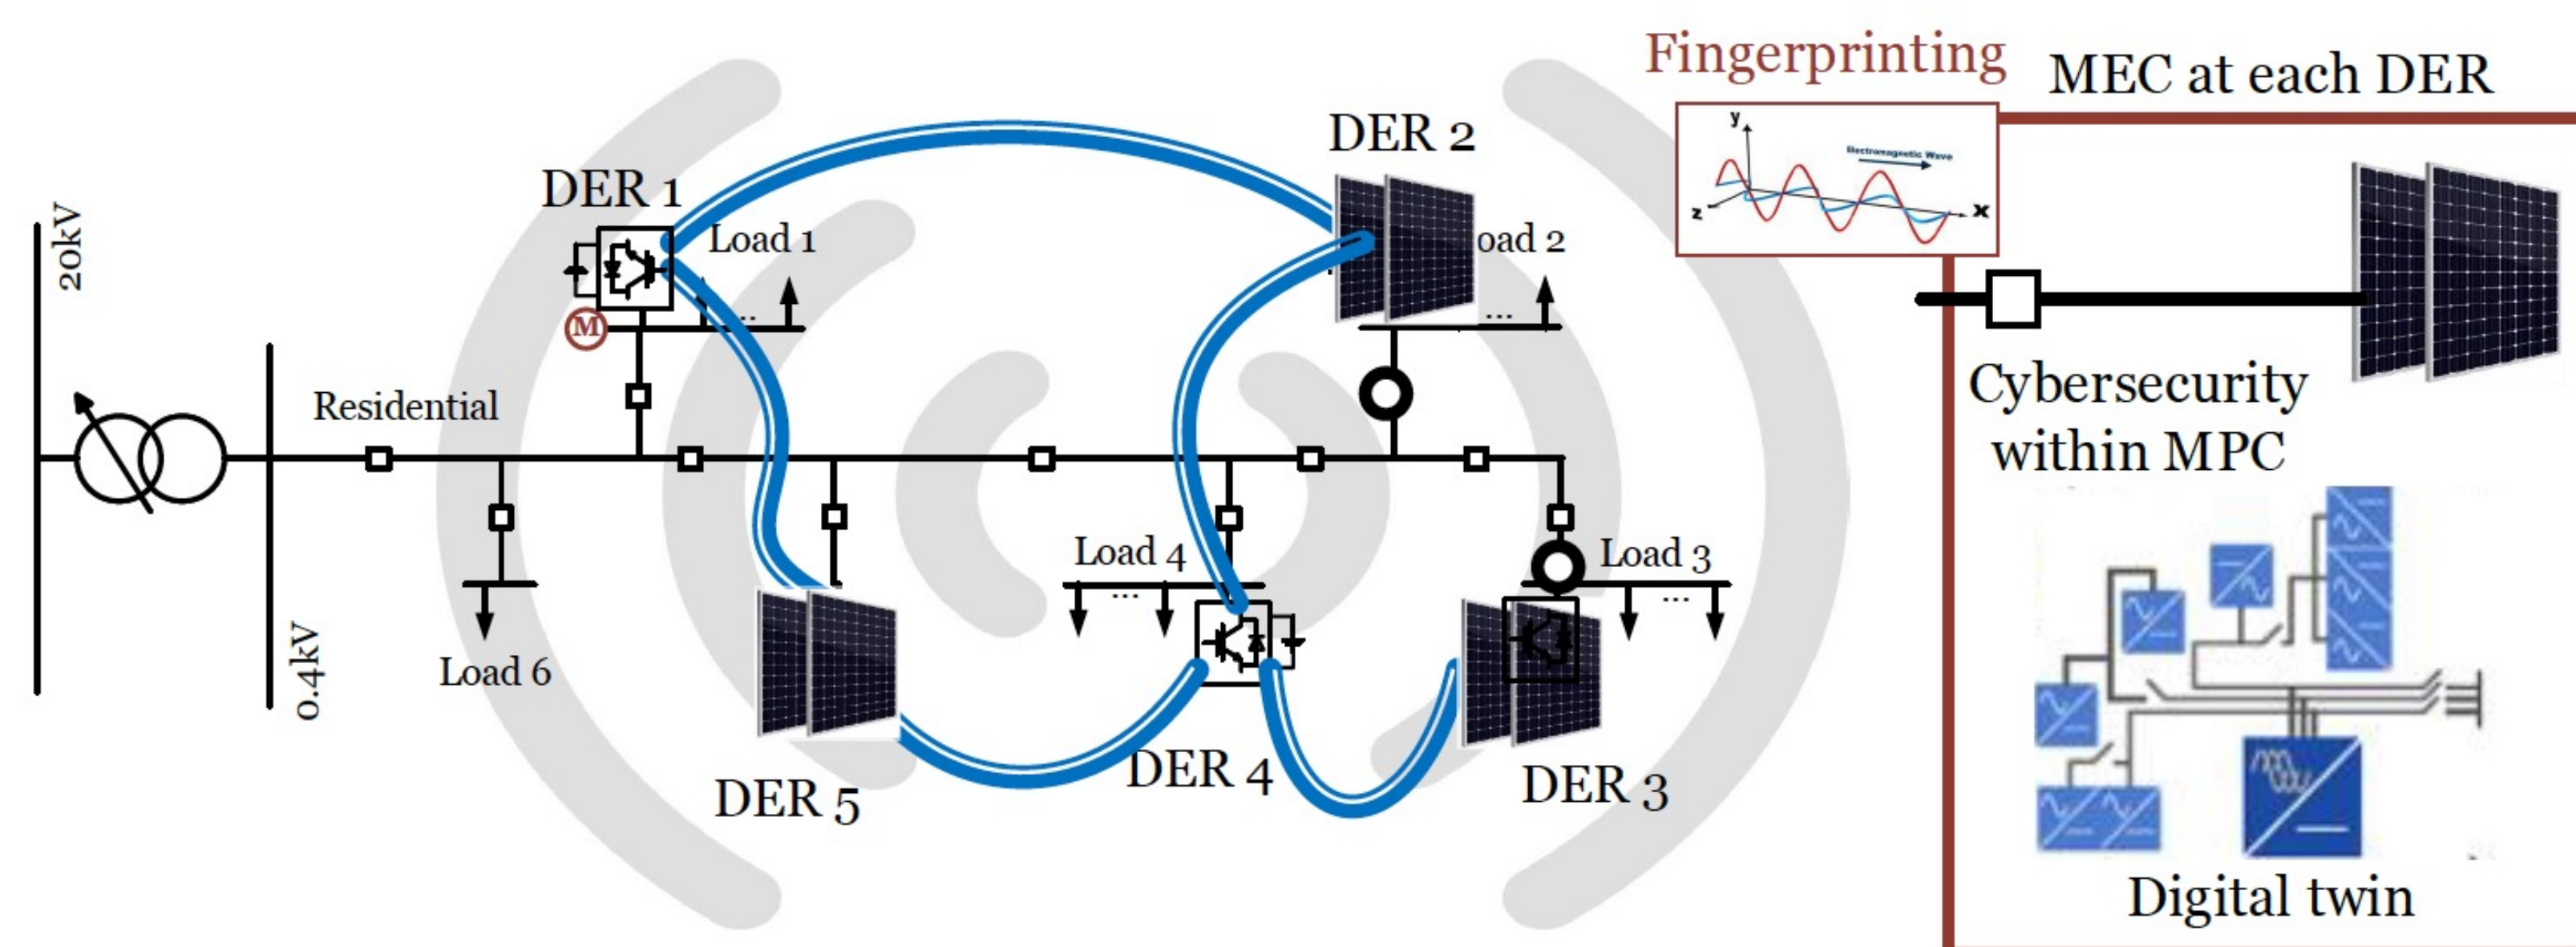 Fingerprinting
MEC at each DER
y
Electromagnetic Wave
z
x
DER 2
DER 1
Load 1
oad 2
...
20kV
M
..
Residential
Cybersecurity
within MPC
Load 4
...
Load 3
...
0.4kV
Load 6
DER 4
DER 3
DER 5
Digital twin